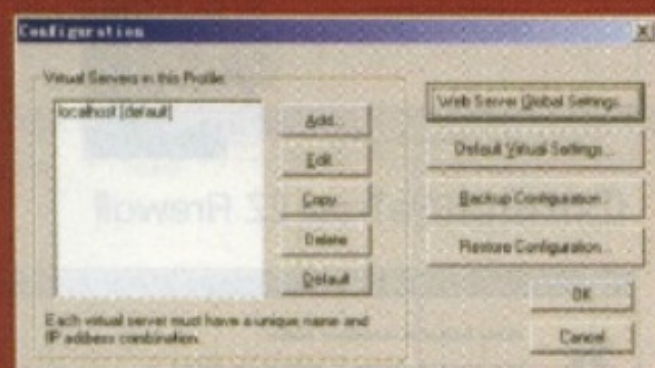 Configuration
Virtual Servers in this Profile:
localhost [default]
Add...
Edit...
Copy...
Delete
Default
Each virtual server must have a unique name and
IP address combination.
Web Server Global Settings...
Default Virtual Settings...
Backup Configuration...
Restore Configuration...
OK
Cancel
Firewall